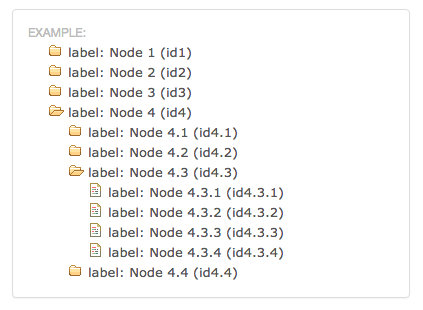 EXAMPLE:
label: Node 1 (id1)
label: Node 2 (id2)
label: Node 3 (id3)
label: Node 4 (id4)
label: Node 4.1 (id4.1)
label: Node 4.2 (id4.2)
label: Node 4.3 (id4.3)
label: Node 4.3.1 (id4.3.1)
label: Node 4.3.2 (id4.3.2)
label: Node 4.3.3 (id4.3.3)
label: Node 4.3.4 (id4.3.4)
label: Node 4.4 (id4.4)